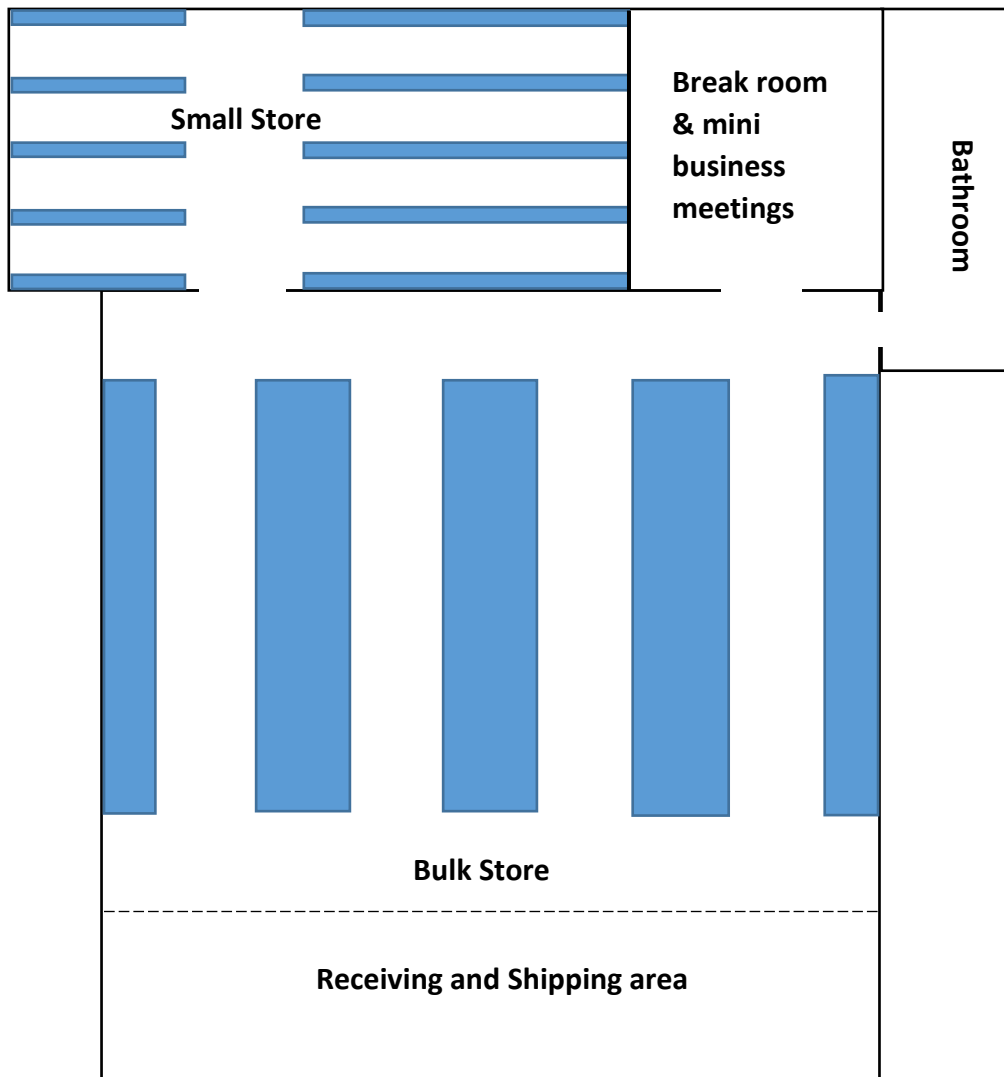 Small Store
Break room
& mini
business
meetings
Bathroom
Bulk Store
Receiving and Shipping area